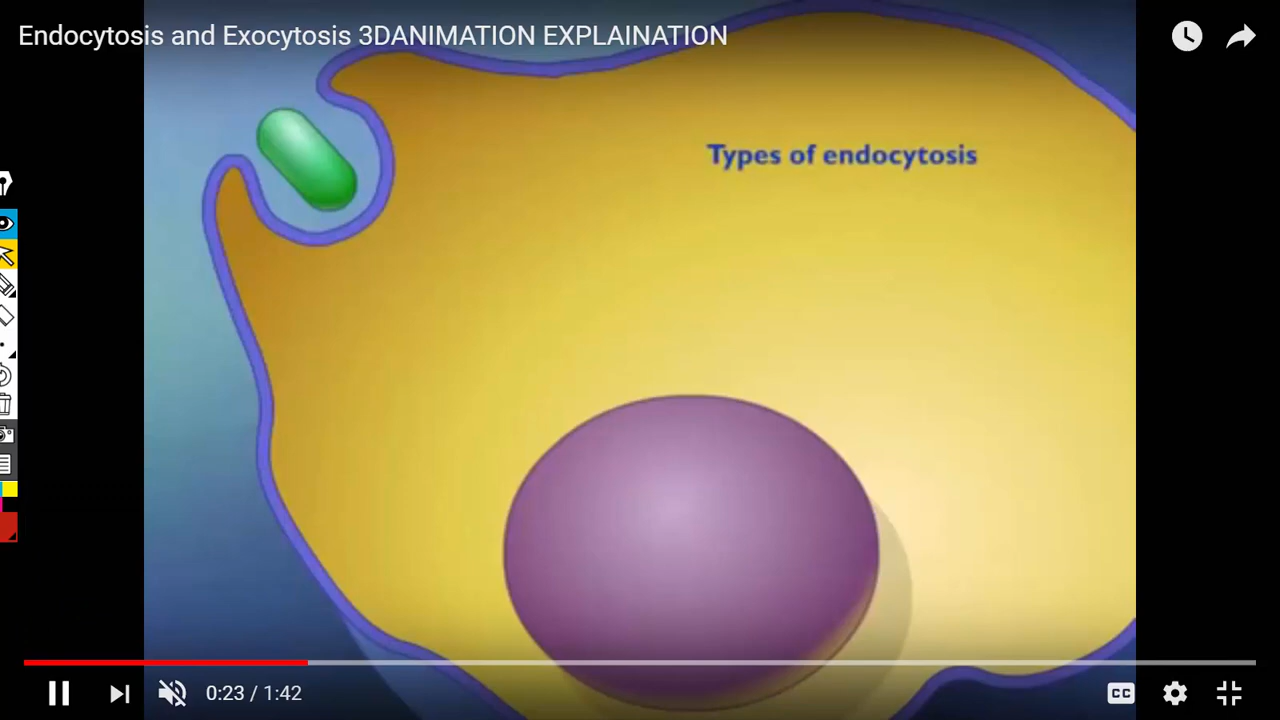 Endocytosis and Exocytosis 3DANIMATION EXPLAINATION
Types of endocytosis
0:23 / 1:42
CC